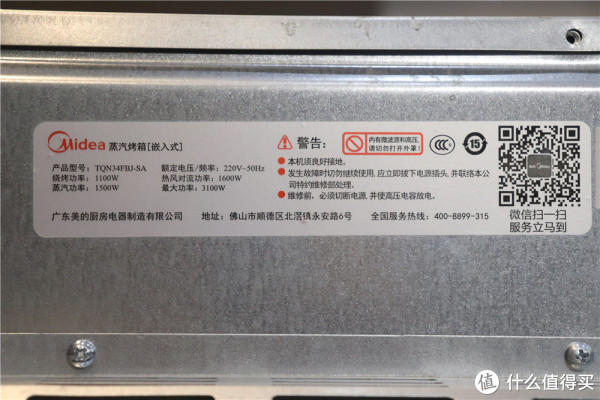 Midea 蒸汽烤箱[嵌入式]
产品型号：TQN34FBJ-SA 额定电压/频率：220V~50Hz
烧烤功率：1100W 热风对流功率：1600W
蒸汽功率：1500W 最大功率：3100W
警告：
内有微波源和高压，
请切勿打开外罩！
CCC
15
● 本机须良好接地。
● 发生故障时勿继续使用，应立即拔下电源插头，并联络本公
司特约维修部处理。
● 维修前，必须切断电源，并使高压电容放电。
广东美的厨房电器制造有限公司 地址：佛山市顺德区北滘镇永安路6号 全国服务热线：400-8899-315
微信扫一扫
服务立马到
值 什么值得买